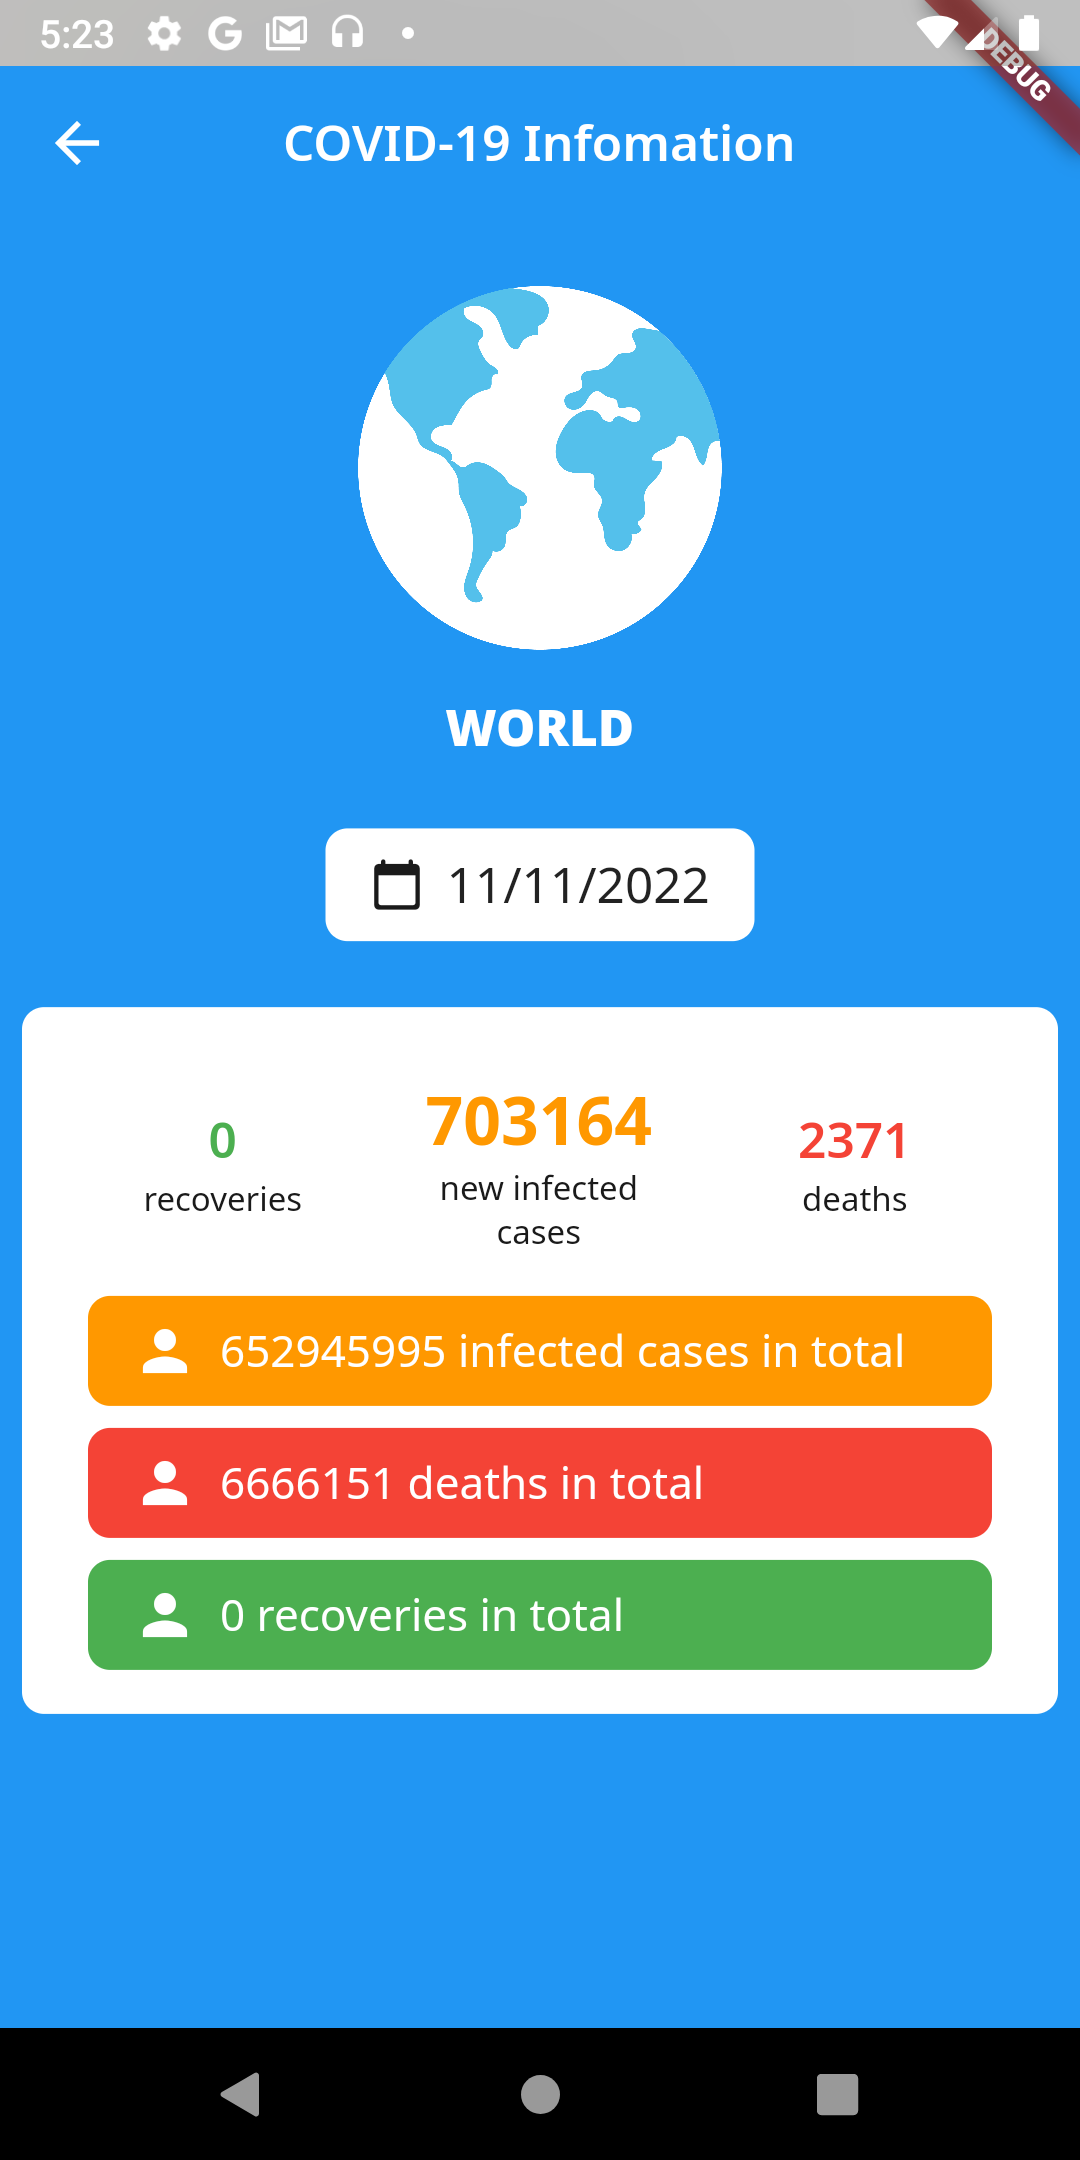 5:23
DEBUG
COVID-19 Infomation
WORLD
11/11/2022
0
recoveries
703164
new infected
cases
2371
deaths
652945995 infected cases in total
6666151 deaths in total
0 recoveries in total